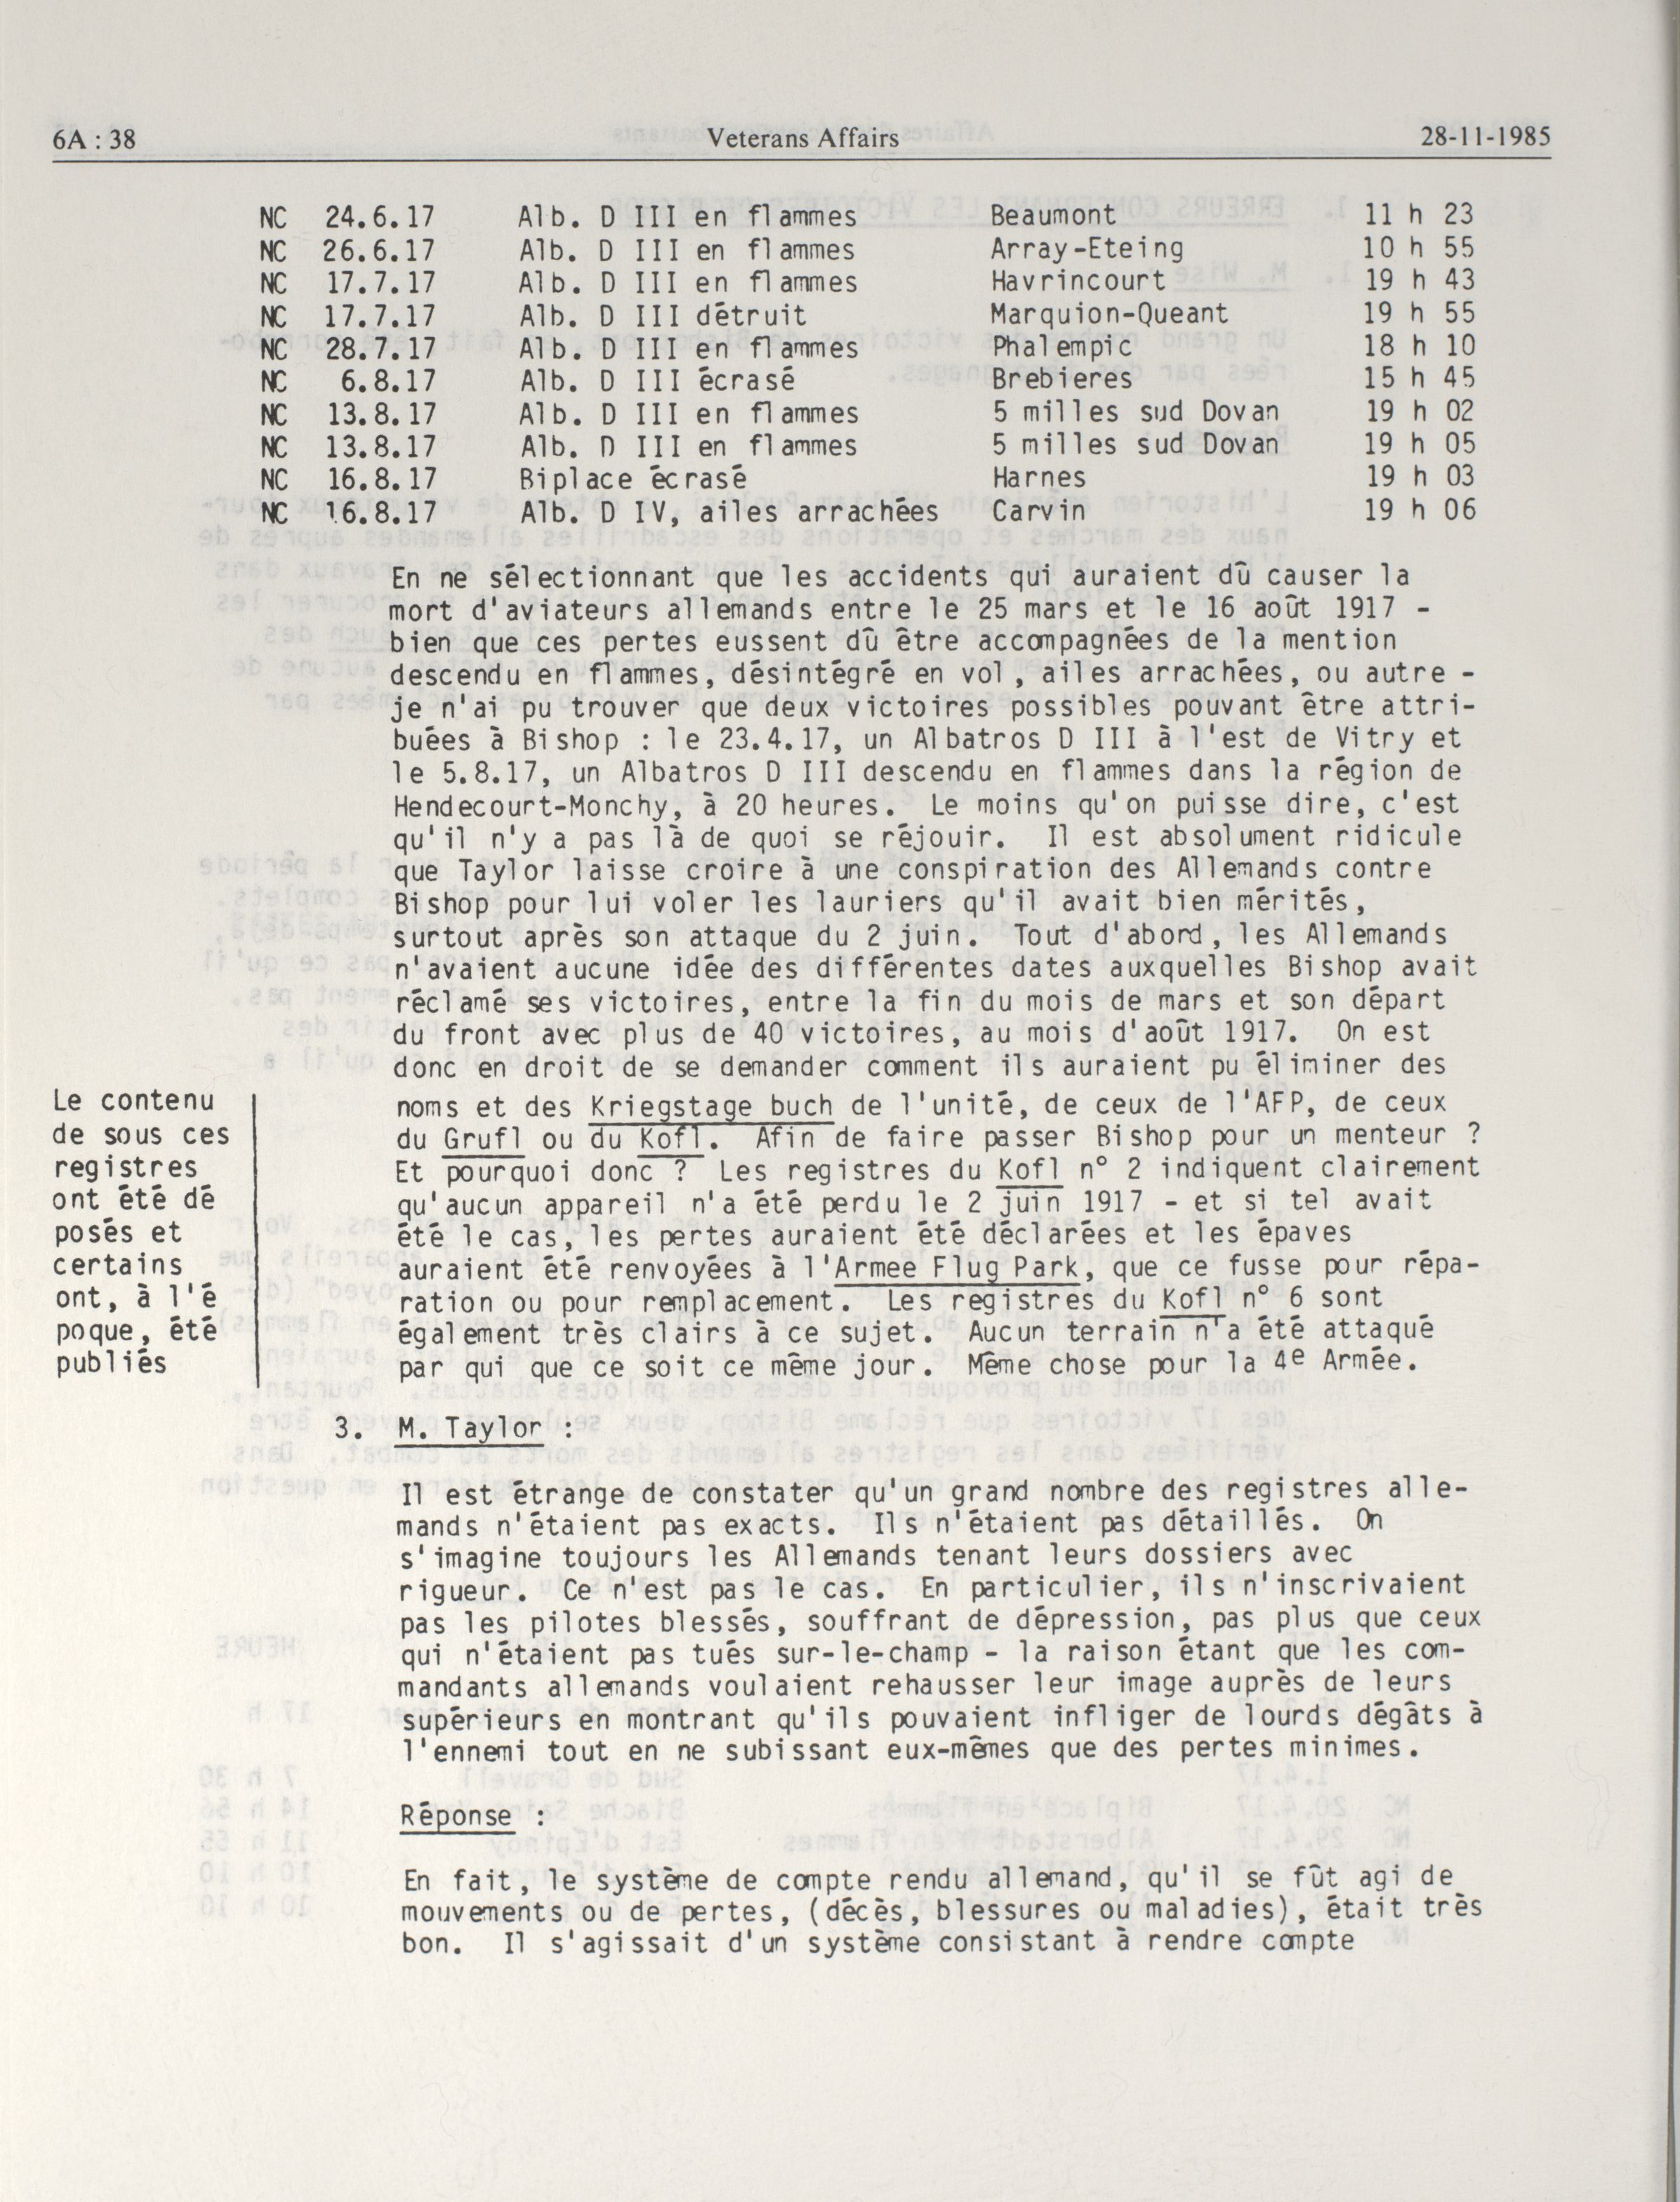 6A : 38 Veterans Affairs 28-11-1985
NC 24.6.17 Alb. D III en flammes Beaumont 11 h 23
NC 26.6.17 Alb. D III en flammes Array-Eteing 10 h 55
NC 17.7.17 Alb. D III en flammes Havrincourt 19 h 43
NC 17.7.17 Alb. D III détruit Marquion-Queant 19 h 55
NC 28.7.17 Alb. D III en flammes Phalempic 18 h 10
NC 6.8.17 Alb. D III écrasé Brebieres 15 h 45
NC 13.8.17 Alb. D III en flammes 5 milles sud Dovan 19 h 02
NC 13.8.17 Alb. D III en flammes 5 milles sud Dovan 19 h 05
NC 16.8.17 Biplace écrasé Harnes 19 h 03
NC 16.8.17 Alb. D IV, ailes arrachées Carvin 19 h 06
En ne sélectionnant que les accidents qui auraient dû causer la
mort d'aviateurs allemands entre le 25 mars et le 16 août 1917 -
bien que ces pertes eussent dû être accompagnées de la mention
descendu en flammes, désintégré en vol, ailes arrachées, ou autre -
je n'ai pu trouver que deux victoires possibles pouvant être attri-
buées à Bishop : le 23.4.17, un Albatros D III à l'est de Vitry et
le 5.8.17, un Albatros D III descendu en flammes dans la région de
Hendecourt-Monchy, à 20 heures. Le moins qu'on puisse dire, c'est
qu'il n'y a pas là de quoi se réjouir. Il est absolument ridicule
que Taylor laisse croire à une conspiration des Allemands contre
Bishop pour lui voler les lauriers qu'il avait bien mérités,
surtout après son attaque du 2 juin. Tout d'abord, les Allemands
n'avaient aucune idée des différentes dates auxquelles Bishop avait
réclamé ses victoires, entre la fin du mois de mars et son départ
du front avec plus de 40 victoires, au mois d'août 1917. On est
donc en droit de se demander comment ils auraient pu éliminer des
noms et des Kriegstage buch de l'unité, de ceux de l'AFP, de ceux
du Grufl ou du Kofl. Afin de faire passer Bishop pour un menteur ?
Et pourquoi donc ? Les registres du Kofl n° 2 indiquent clairement
qu'aucun appareil n'a été perdu le 2 juin 1917 - et si tel avait
été le cas, les pertes auraient été déclarées et les épaves
auraient été renvoyées à l'Armee Flug Park, que ce fusse pour répa-
ration ou pour remplacement. Les registres du Kofl n° 6 sont
également très clairs à ce sujet. Aucun terrain n'a été attaqué
par qui que ce soit ce même jour. Même chose pour la 4e Armée.
Le contenu
de sous ces
registres
ont été dé
posés et
certains
ont, à l'é
poque, été
publiés
3. M. Taylor :
Il est étrange de constater qu'un grand nombre des registres alle-
mands n'étaient pas exacts. Ils n'étaient pas détaillés. On
s'imagine toujours les Allemands tenant leurs dossiers avec
rigueur. Ce n'est pas le cas. En particulier, ils n'inscrivaient
pas les pilotes blessés, souffrant de dépression, pas plus que ceux
qui n'étaient pas tués sur-le-champ - la raison étant que les com-
mandants allemands voulaient rehausser leur image auprès de leurs
supérieurs en montrant qu'ils pouvaient infliger de lourds dégâts à
l'ennemi tout en ne subissant eux-mêmes que des pertes minimes.
Réponse :
En fait, le système de compte rendu allemand, qu'il se fût agi de
mouvements ou de pertes, (décès, blessures ou maladies), était très
bon. Il s'agissait d'un système consistant à rendre compte